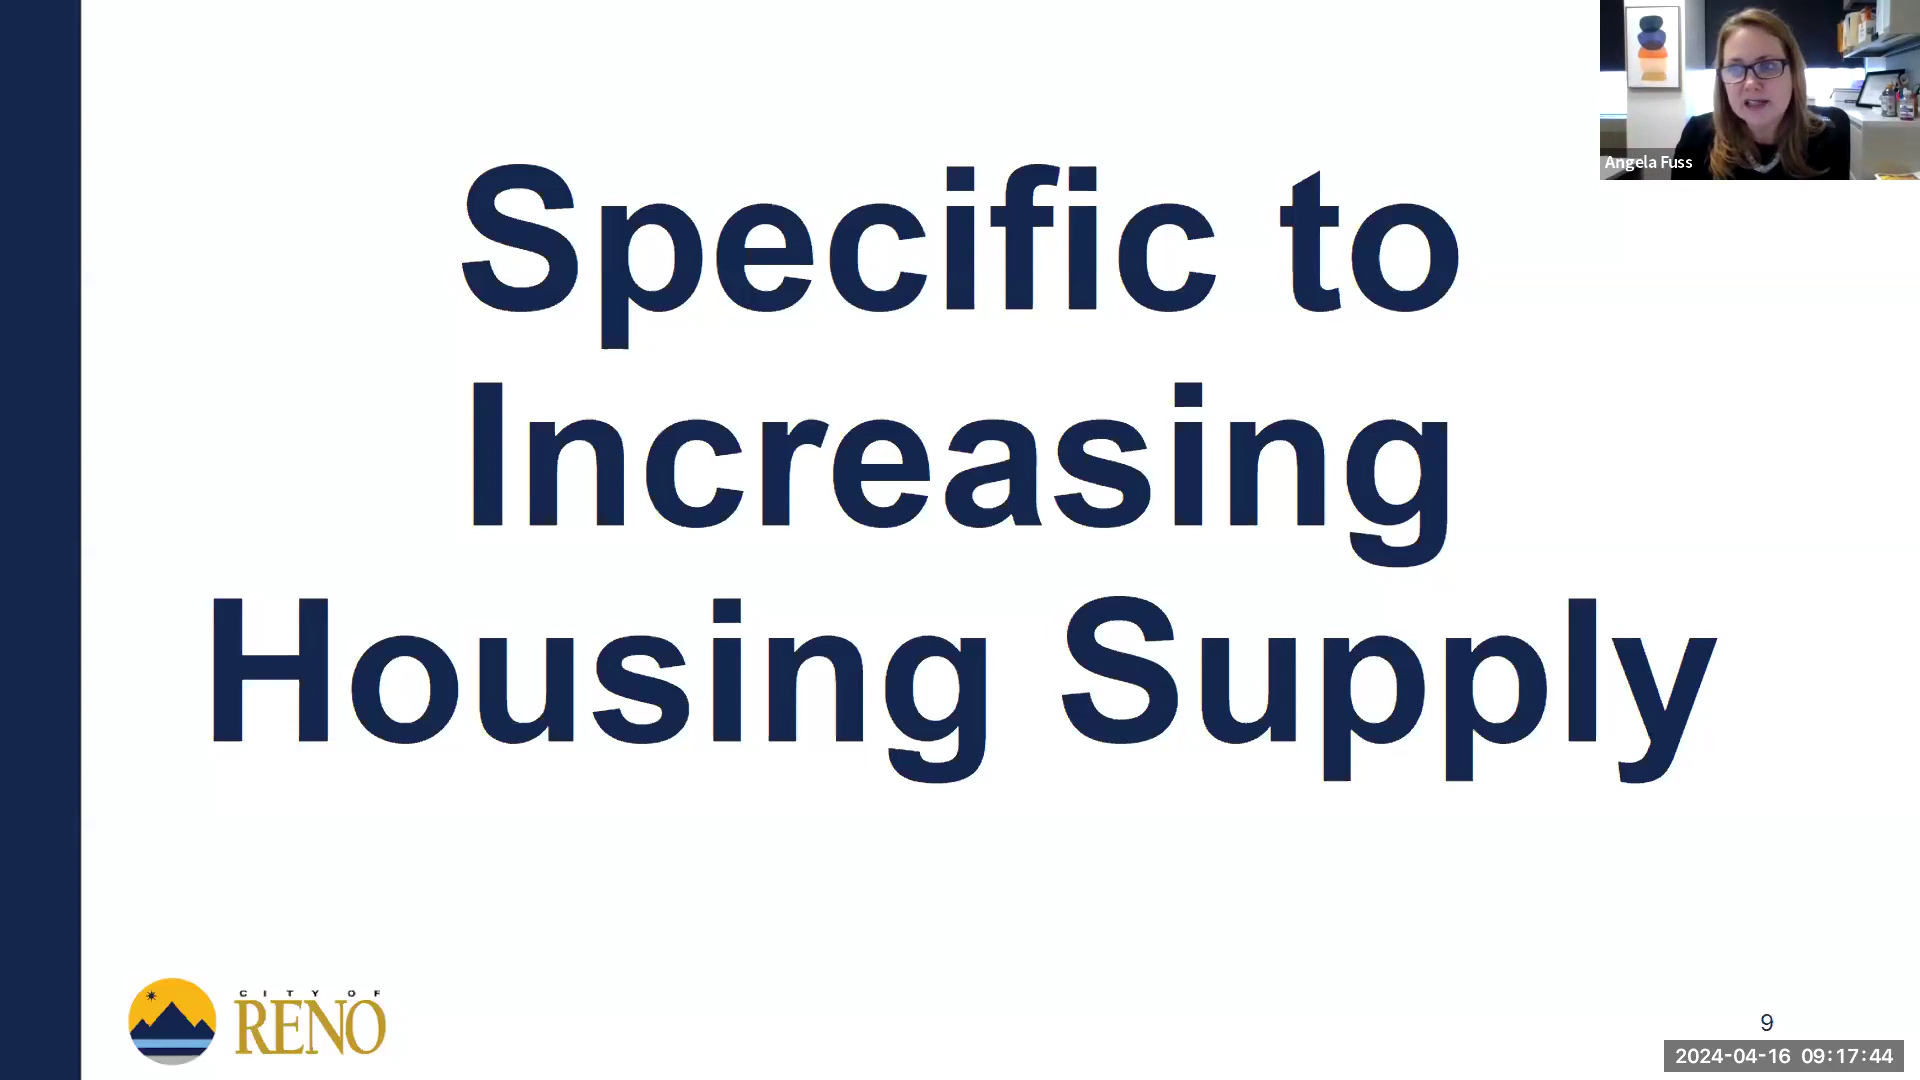 Angela Fuss
Specific to
Increasing
Housing Supply
CITY OF
RENO
9
2024-04-16 09:17:44